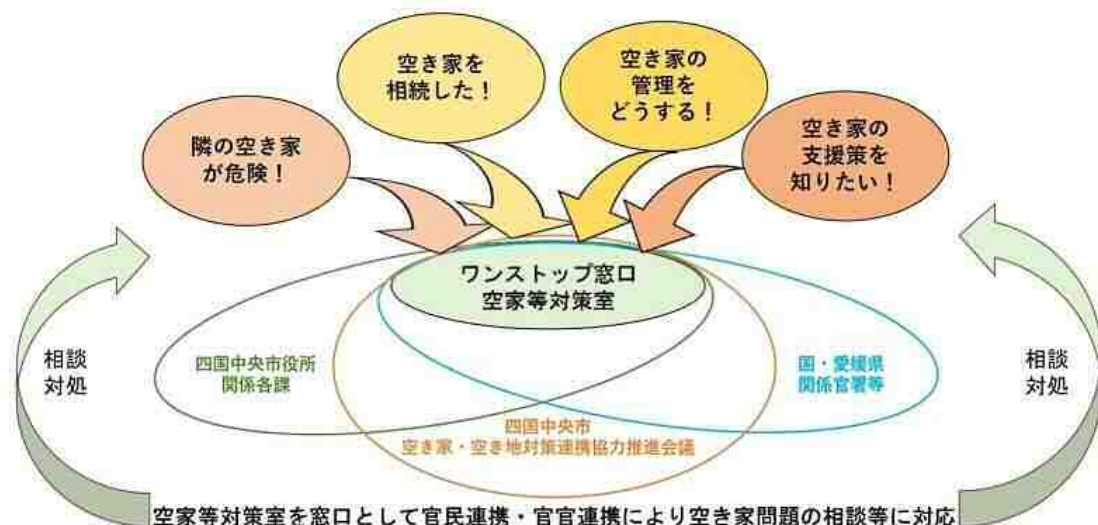 空き家を
相続した！
空き家の
管理を
どうする！
隣の空き家
が危険！
空き家の
支援策を
知りたい！
ワンストップ窓口
空家等対策室
相談
対処
四国中央市役所
関係各課
国・愛媛県
関係官署等
相談
対処
四国中央市
空き家・空き地対策連携協力推進会議
空家等対策室を窓口として官民連携・官官連携により空き家問題の相談等に対応